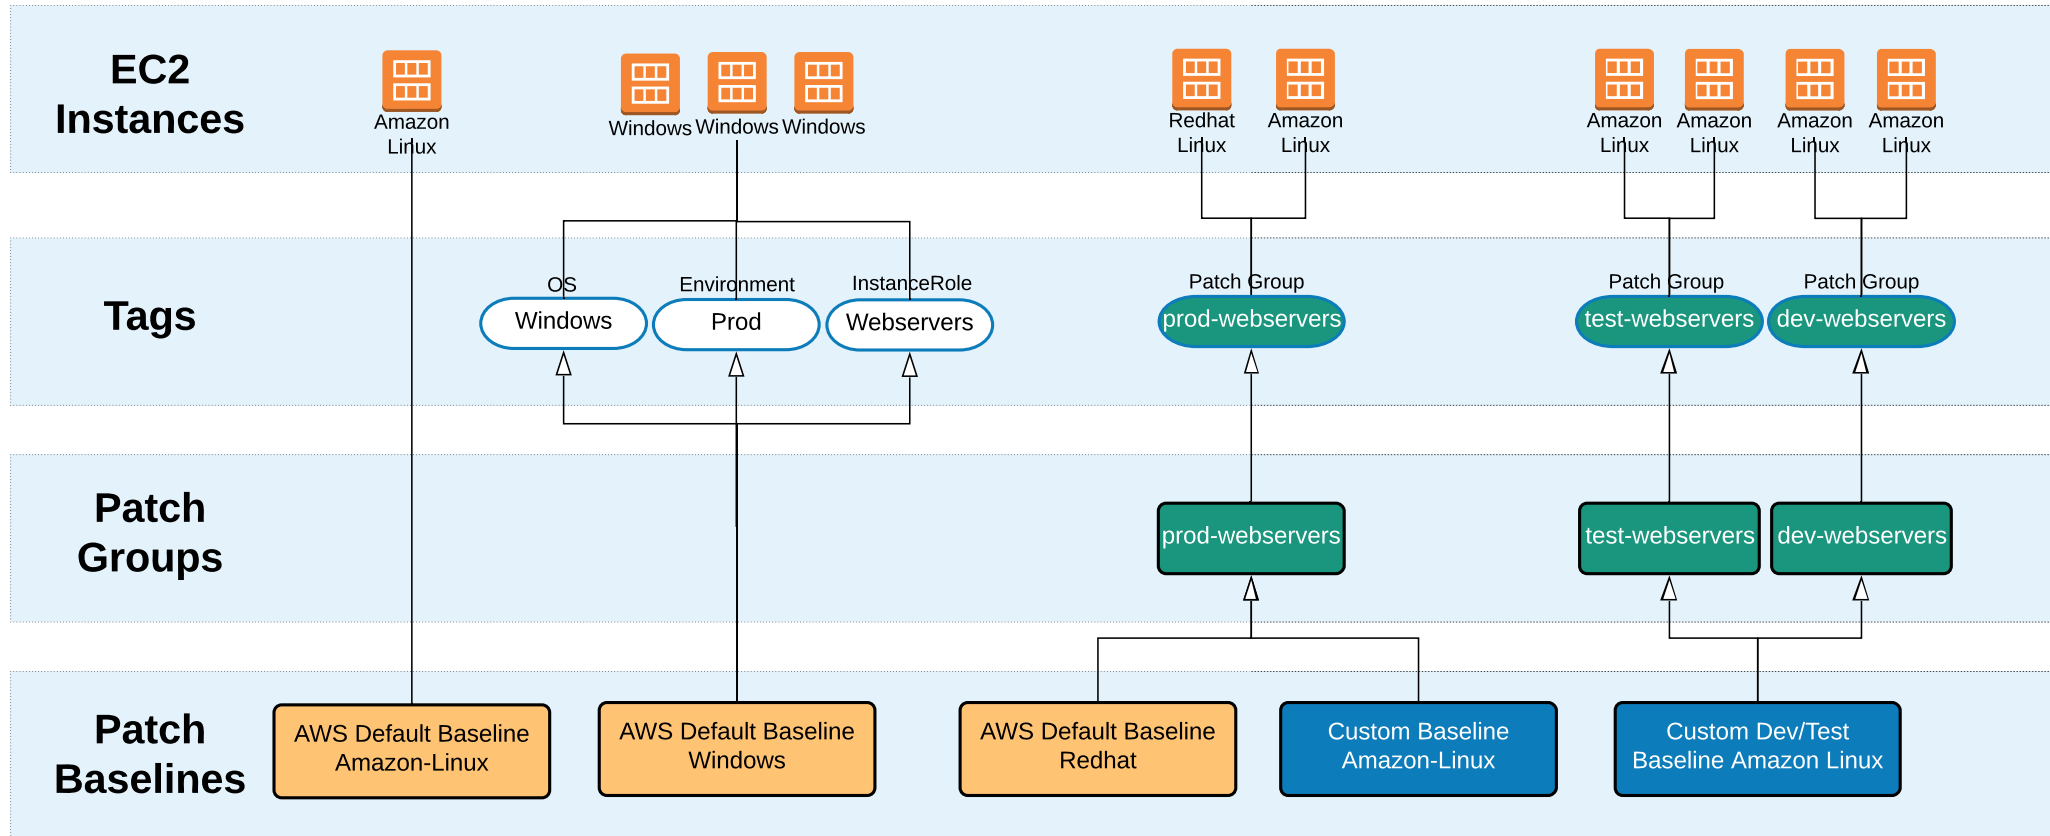 EC2
Instances
Amazon
Linux
Windows
Windows
Windows
Redhat
Linux
Amazon
Linux
Amazon
Linux
Amazon
Linux
Amazon
Linux
Amazon
Linux
Tags
OS
Windows
Environment
Prod
InstanceRole
Webservers
Patch Group
prod-webservers
Patch Group
test-webservers
Patch Group
dev-webservers
Patch
Groups
prod-webservers
test-webservers
dev-webservers
Patch
Baselines
AWS Default Baseline
Amazon-Linux
AWS Default Baseline
Windows
AWS Default Baseline
Redhat
Custom Baseline
Amazon-Linux
Custom Dev/Test
Baseline Amazon Linux